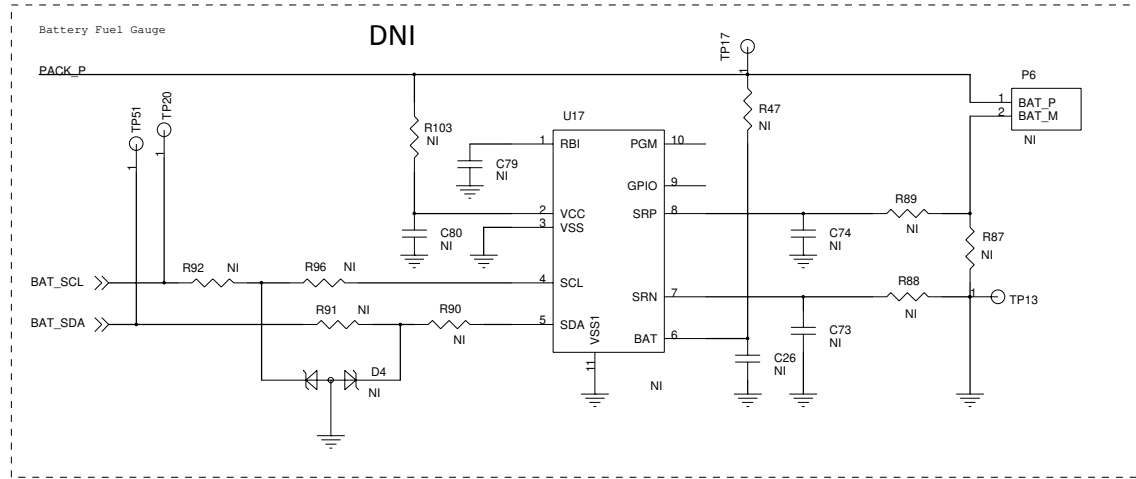 Battery Fuel Gauge
DNI
PACK_P
TP17
1
P6
1 BAT_P
2 BAT_M
NI
TP51
1
TP20
1
R103
NI
R47
NI
U17
1 RBI
PGM 10
C79
NI
GPIO 9
2 VCC
3 VSS
SRP 8
C80
NI
R89
NI
C74
NI
R87
NI
BAT_SCL
R92
NI
R96
NI
4 SCL
SRN 7
R88
NI
1
TP13
BAT_SDA
R91
NI
R90
NI
5 SDA
VSS1
11
BAT 6
C73
NI
C26
NI
D4
NI
NI